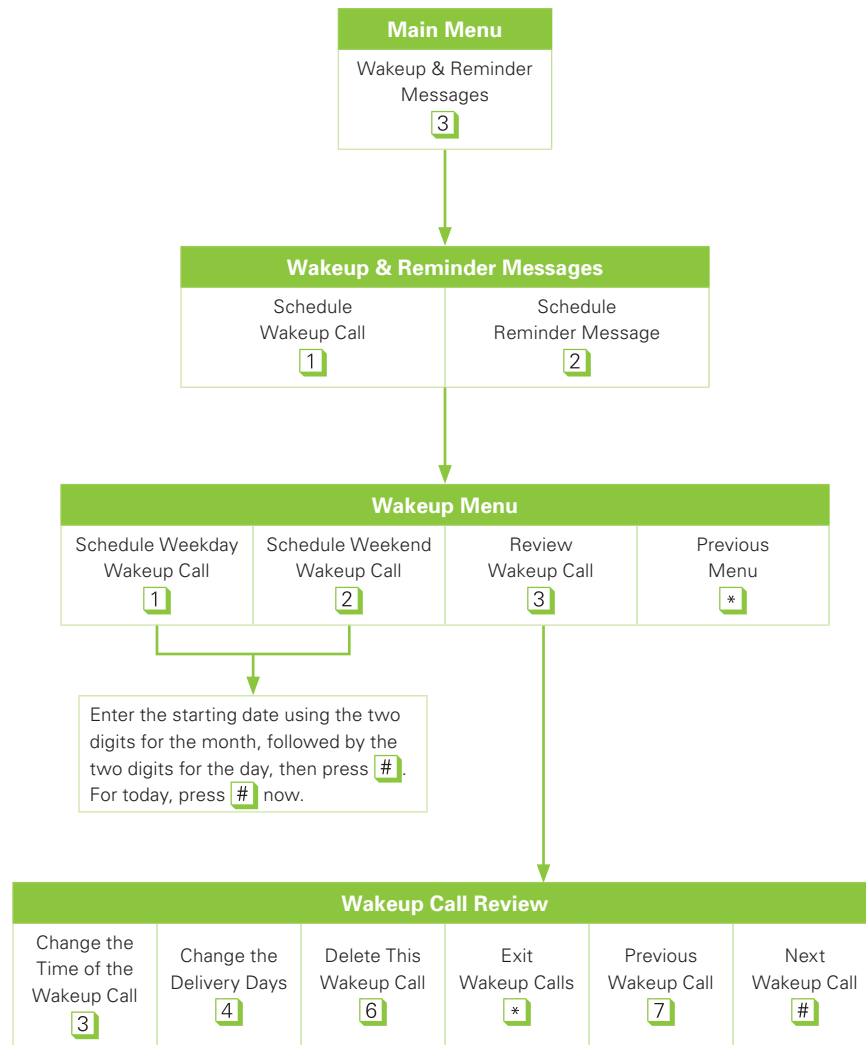 Main Menu
Wakeup & Reminder
Messages
3
Wakeup & Reminder Messages
Schedule
Wakeup Call
1
Schedule
Reminder Message
2
Wakeup Menu
Schedule Weekday
Wakeup Call
1
Schedule Weekend
Wakeup Call
2
Review
Wakeup Call
3
Previous
Menu
*
Enter the starting date using the two
digits for the month, followed by the
two digits for the day, then press #.
For today, press # now.
Wakeup Call Review
Change the
Time of the
Wakeup Call
3
Change the
Delivery Days
4
Delete This
Wakeup Call
6
Exit
Wakeup Calls
*
Previous
Wakeup Call
7
Next
Wakeup Call
#